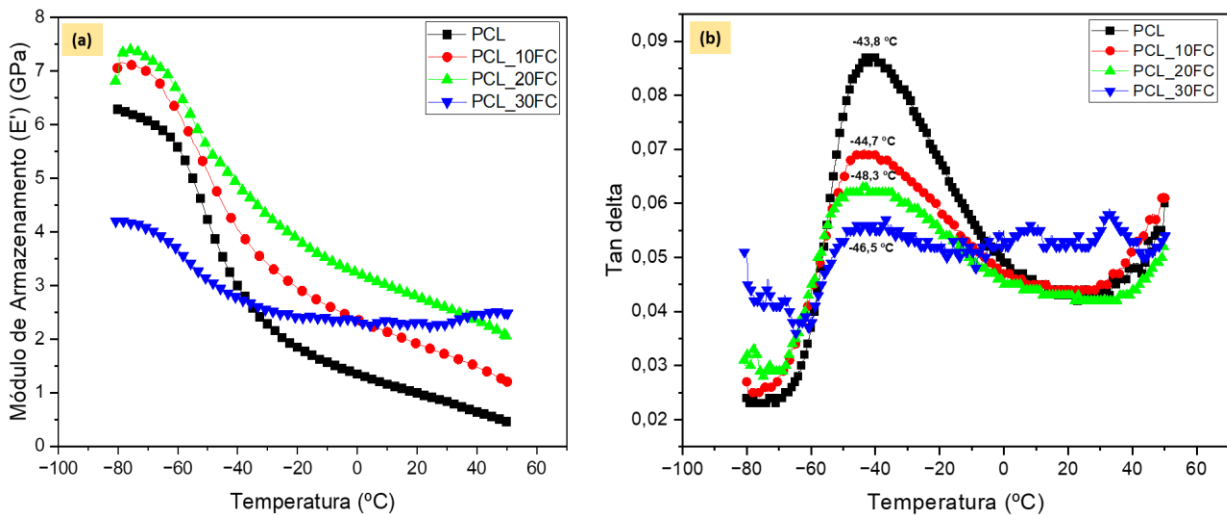 (a)
PCL
PCL_10FC
PCL_20FC
PCL_30FC
Módulo de Armazenamento (E') (GPa)
8
7
6
5
4
3
2
1
0
−100
−80
−60
−40
−20
0
20
40
60
Temperatura (ºC)
(b)
PCL
PCL_10FC
PCL_20FC
PCL_30FC
-43,8 ºC
-44,7 ºC
-48,3 ºC
-46,5 ºC
Tan delta
0,09
0,08
0,07
0,06
0,05
0,04
0,03
0,02
−100
−80
−60
−40
−20
0
20
40
60
Temperatura (ºC)